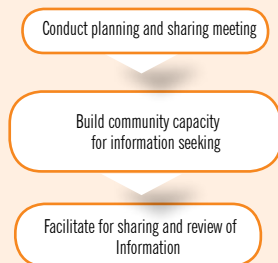 Conduct planning and sharing meeting
Build community capacity
for information seeking
Facilitate for sharing and review of
Information